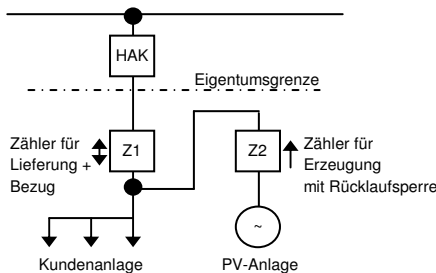 HAK
Eigentumsgrenze
Zähler für
Lieferung +
Bezug
Z1
Z2
Zähler für
Erzeugung
mit Rücklaufsperre
~
Kundenanlage
PV-Anlage